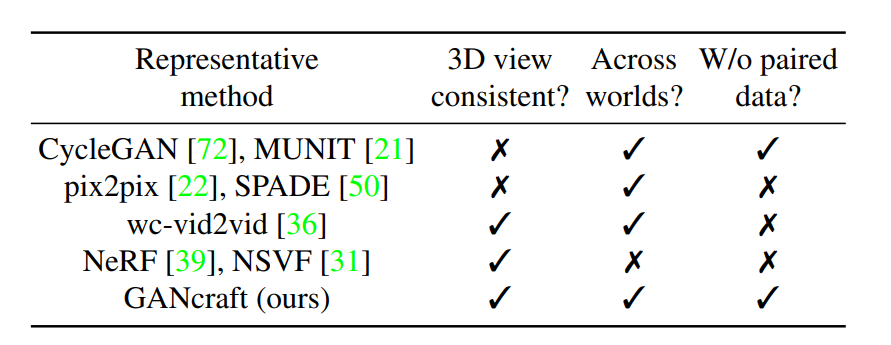 Representative 3D view Across W/o paired
method consistent? worlds? data?
CycleGAN [72], MUNIT [21] ✗ ✓ ✓
pix2pix [22], SPADE [50] ✗ ✓ ✗
wc-vid2vid [36] ✓ ✓ ✗
NeRF [39], NSVF [31] ✓ ✗ ✗
GANcraft (ours) ✓ ✓ ✓